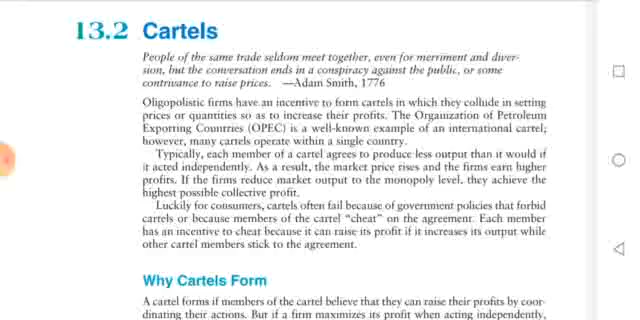 13.2 Cartels
People of the same trade seldom meet together, even for merriment and diver-
sion, but the conversation ends in a conspiracy against the public, or some
contrivance to raise prices. —Adam Smith, 1776
Oligopolistic firms have an incentive to form cartels in which they collude in setting
prices or quantities so as to increase their profits. The Organization of Petroleum
Exporting Countries (OPEC) is a well-known example of an international cartel;
however, many cartels operate within a single country.
Typically, each member of a cartel agrees to produce less output than it would if
it acted independently. As a result, the market price rises and the firms earn higher
profits. If the firms reduce market output to the monopoly level, they achieve the
highest possible collective profit.
Luckily for consumers, cartels often fail because of government policies that forbid
cartels or because members of the cartel “cheat” on the agreement. Each member
has an incentive to cheat because it can raise its profit if it increases its output while
other cartel members stick to the agreement.
Why Cartels Form
A cartel forms if members of the cartel believe that they can raise their profits by coor-
dinating their actions. But if a firm maximizes its profit when acting independently,